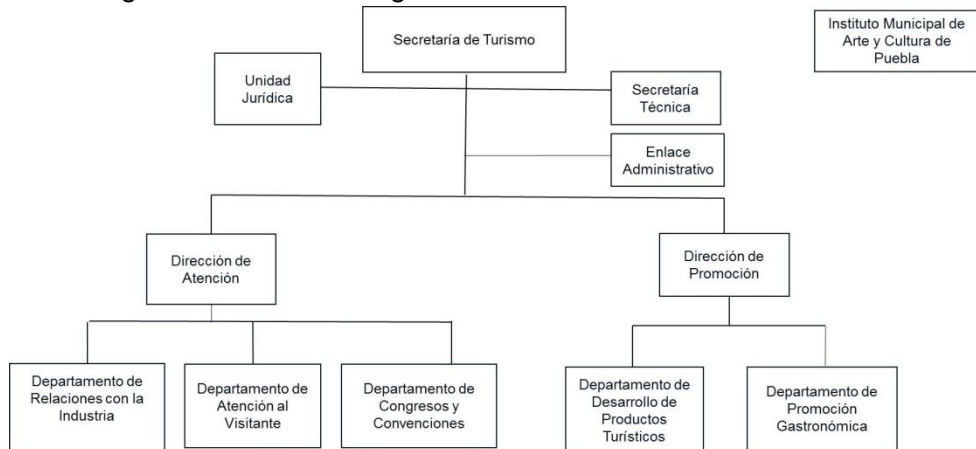 Secretaría de Turismo
Instituto Municipal de
Arte y Cultura de
Puebla
Unidad
Jurídica
Secretaría
Técnica
Enlace
Administrativo
Dirección de
Atención
Dirección de
Promoción
Departamento de
Relaciones con la
Industria
Departamento de
Atención al
Visitante
Departamento de
Congresos y
Convenciones
Departamento de
Desarrollo de
Productos
Turísticos
Departamento de
Promoción
Gastronómica